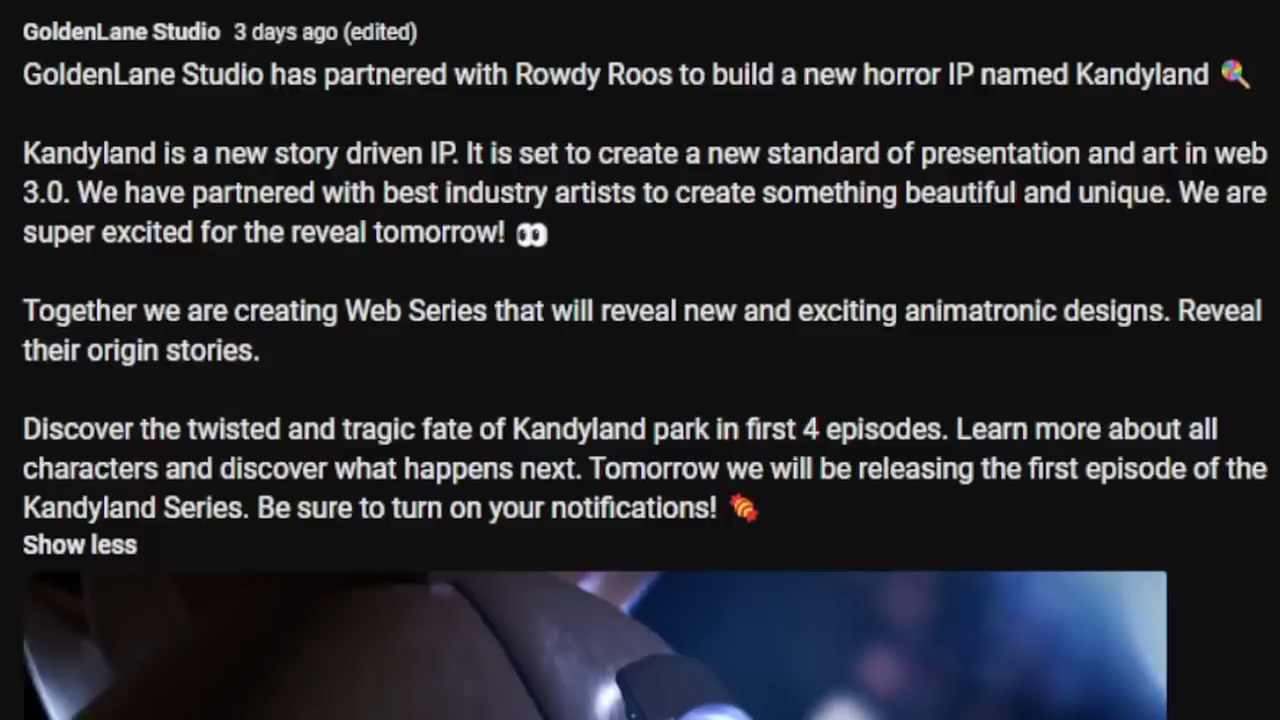 GoldenLane Studio 3 days ago (edited)
GoldenLane Studio has partnered with Rowdy Roos to build a new horror IP named Kandyland 🍭
Kandyland is a new story driven IP. It is set to create a new standard of presentation and art in web
3.0. We have partnered with best industry artists to create something beautiful and unique. We are
super excited for the reveal tomorrow! 👀
Together we are creating Web Series that will reveal new and exciting animatronic designs. Reveal
their origin stories.
Discover the twisted and tragic fate of Kandyland park in first 4 episodes. Learn more about all
characters and discover what happens next. Tomorrow we will be releasing the first episode of the
Kandyland Series. Be sure to turn on your notifications! 🍬
Show less